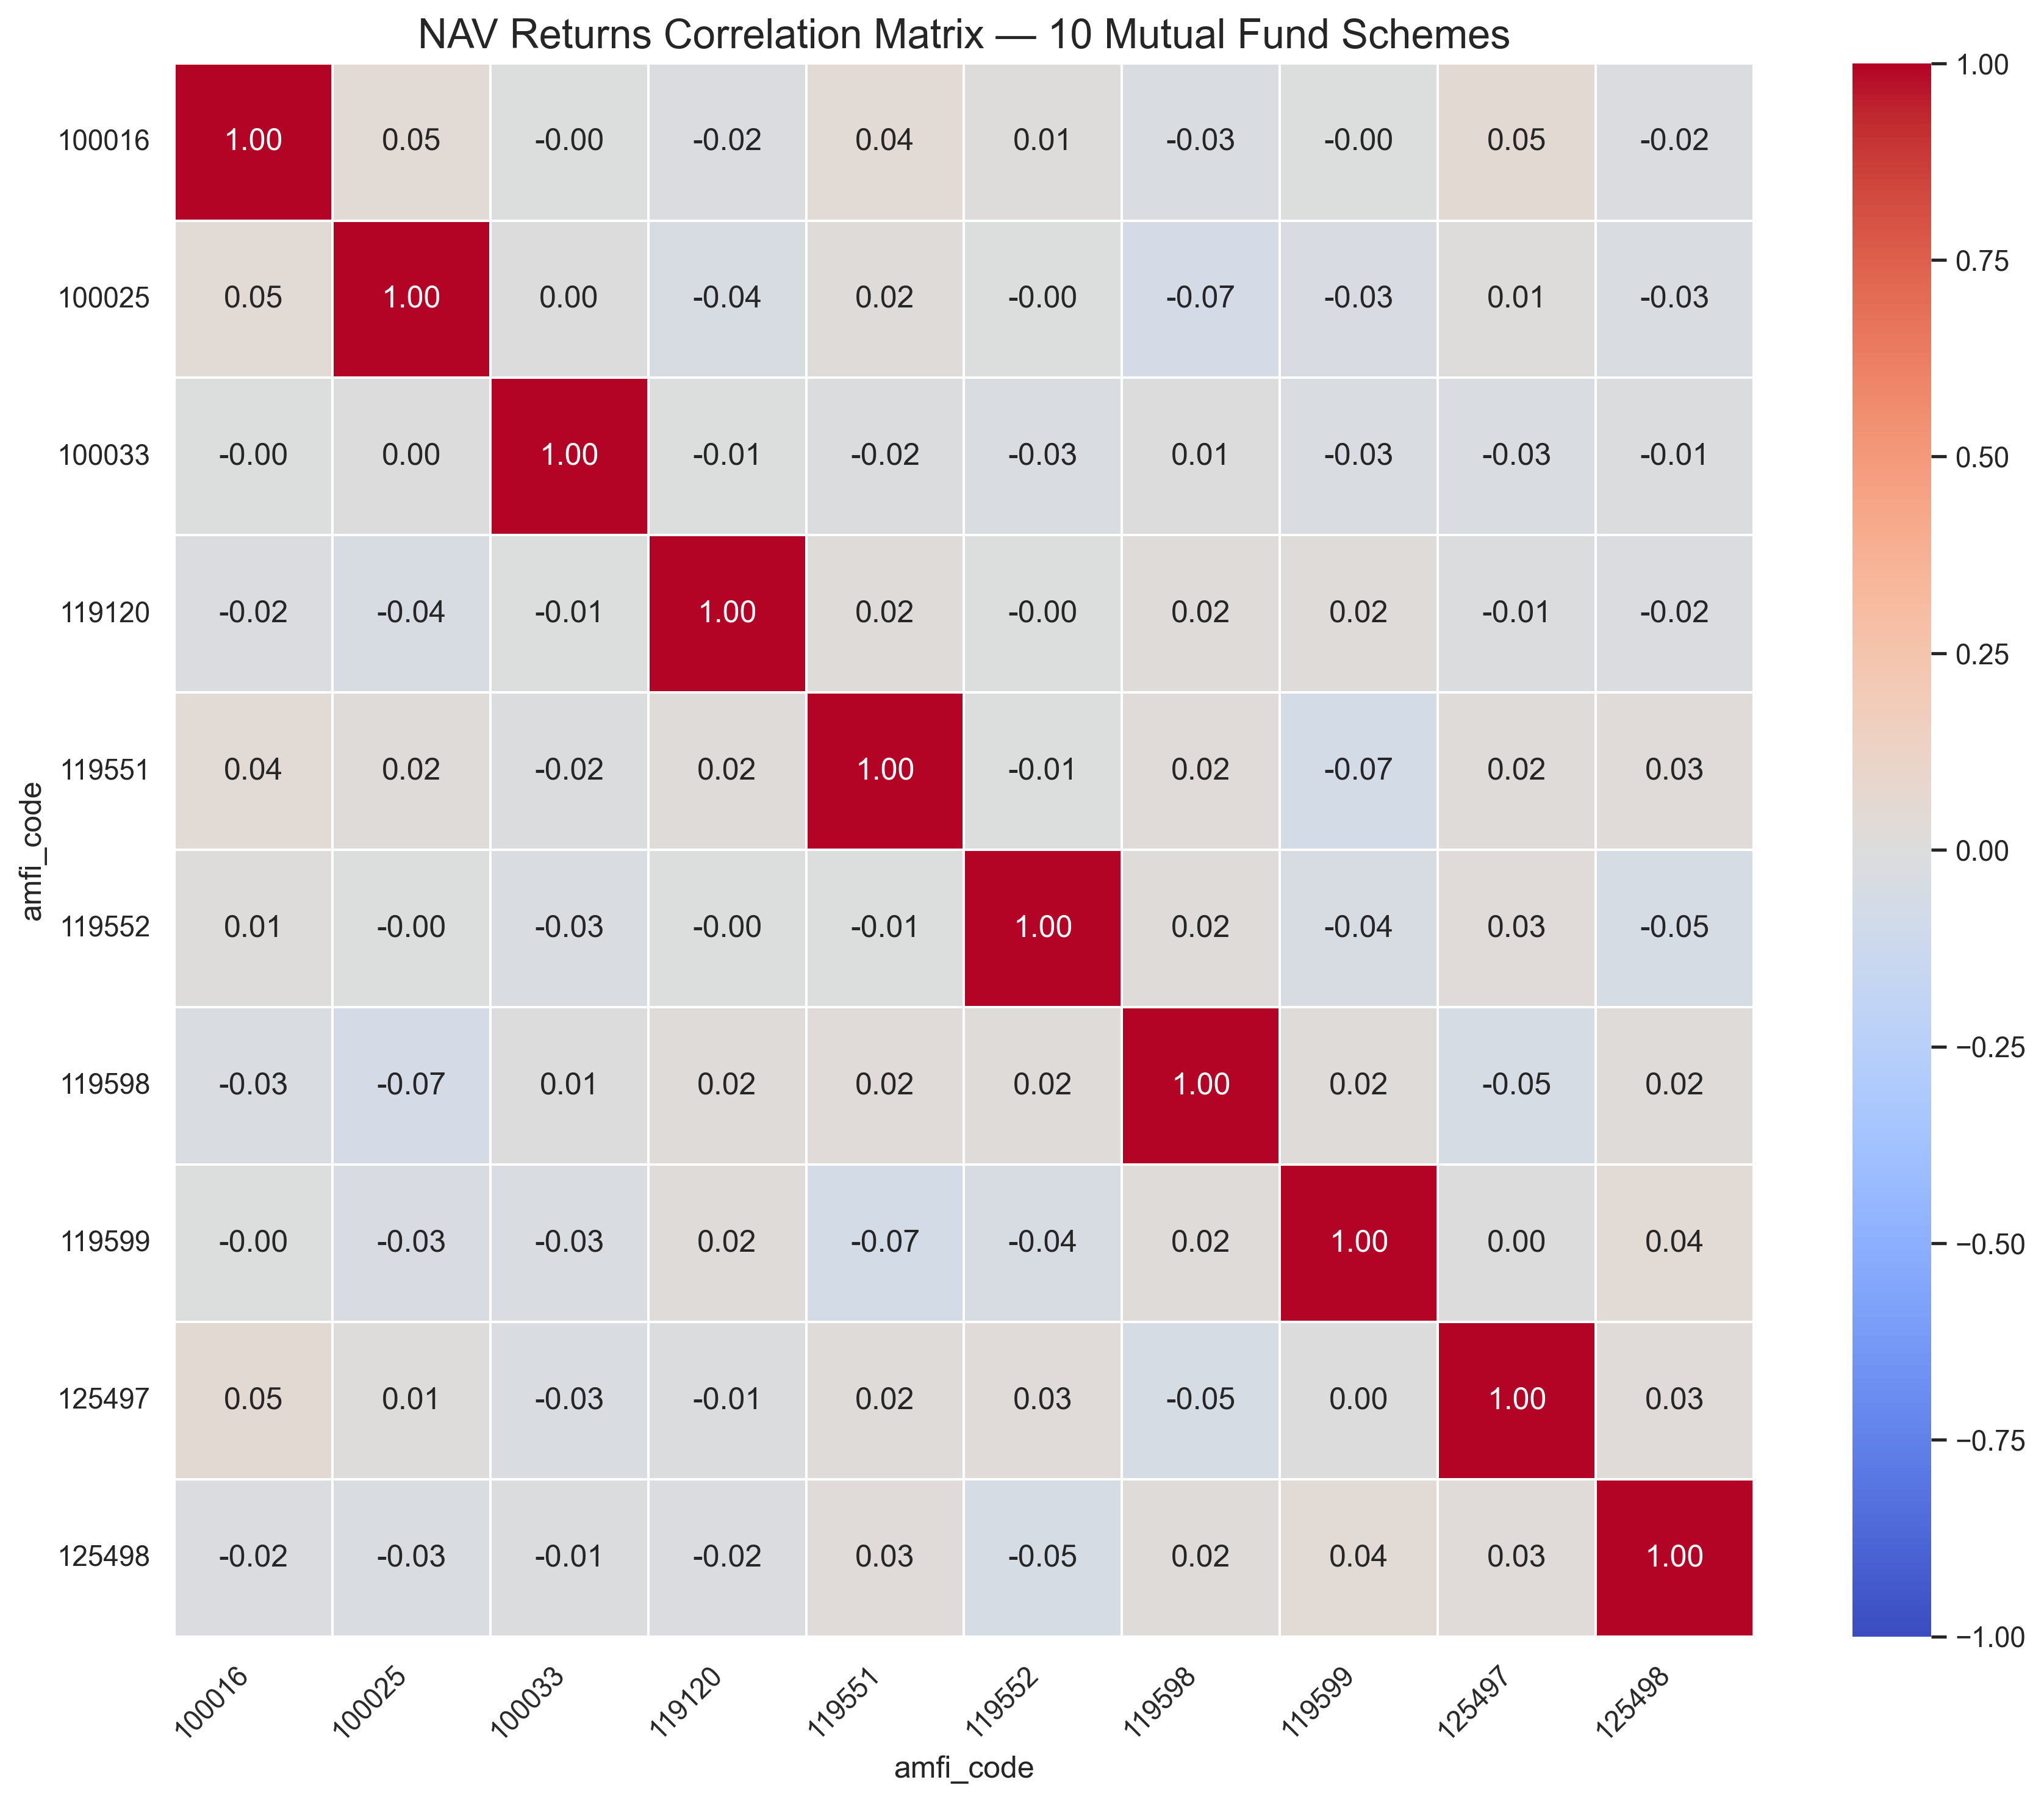 NAV Returns Correlation Matrix — 10 Mutual Fund Schemes
amfi_code
100016 1.00 0.05 -0.00 -0.02 0.04 0.01 -0.03 -0.00 0.05 -0.02
100025 0.05 1.00 0.00 -0.04 0.02 -0.00 -0.07 -0.03 0.01 -0.03
100033 -0.00 0.00 1.00 -0.01 -0.02 -0.03 0.01 -0.03 -0.03 -0.01
119120 -0.02 -0.04 -0.01 1.00 0.02 -0.00 0.02 0.02 -0.01 -0.02
119551 0.04 0.02 -0.02 0.02 1.00 -0.01 0.02 -0.07 0.02 0.03
119552 0.01 -0.00 -0.03 -0.00 -0.01 1.00 0.02 -0.04 0.03 -0.05
119598 -0.03 -0.07 0.01 0.02 0.02 0.02 1.00 0.02 -0.05 0.02
119599 -0.00 -0.03 -0.03 0.02 -0.07 -0.04 0.02 1.00 0.00 0.04
125497 0.05 0.01 -0.03 -0.01 0.02 0.03 -0.05 0.00 1.00 0.03
125498 -0.02 -0.03 -0.01 -0.02 0.03 -0.05 0.02 0.04 0.03 1.00
100016 100025 100033 119120 119551 119552 119598 119599 125497 125498
amfi_code
1.00
0.75
0.50
0.25
0.00
−0.25
−0.50
−0.75
−1.00